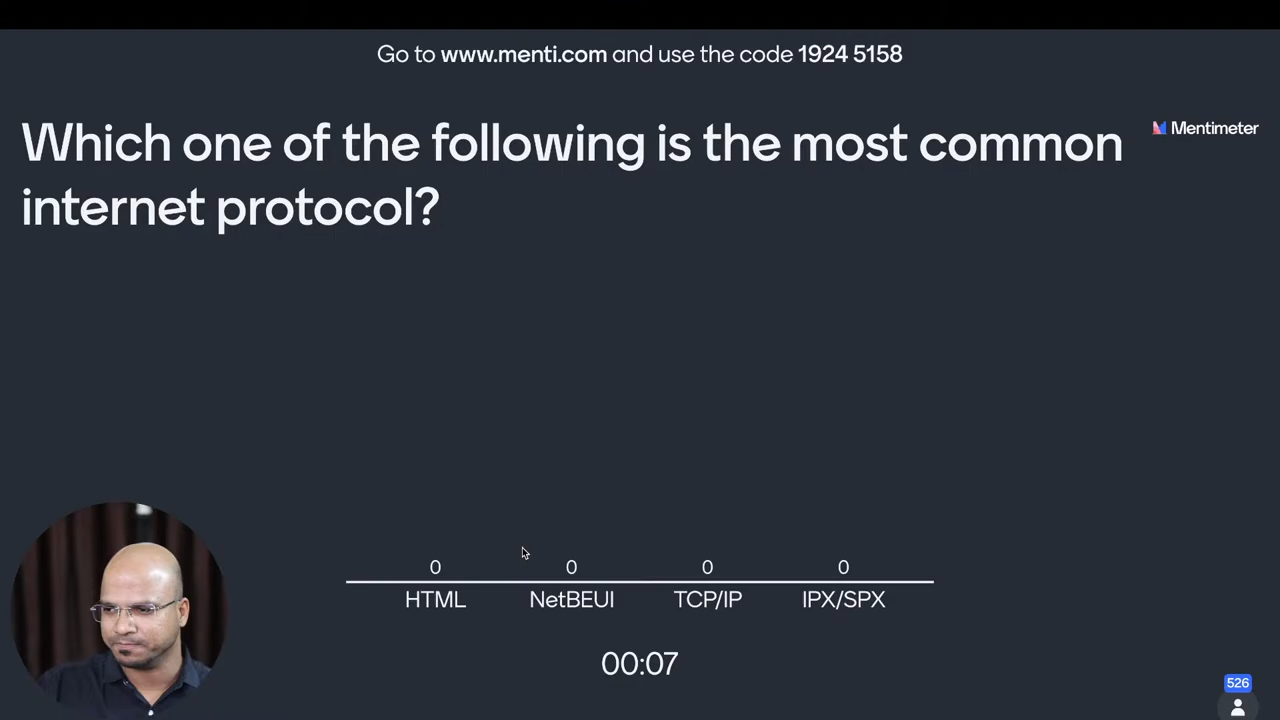 Go to www.menti.com and use the code 1924 5158
Which one of the following is the most common
internet protocol?
Mentimeter
0 0 0 0
HTML NetBEUI TCP/IP IPX/SPX
00:07
526